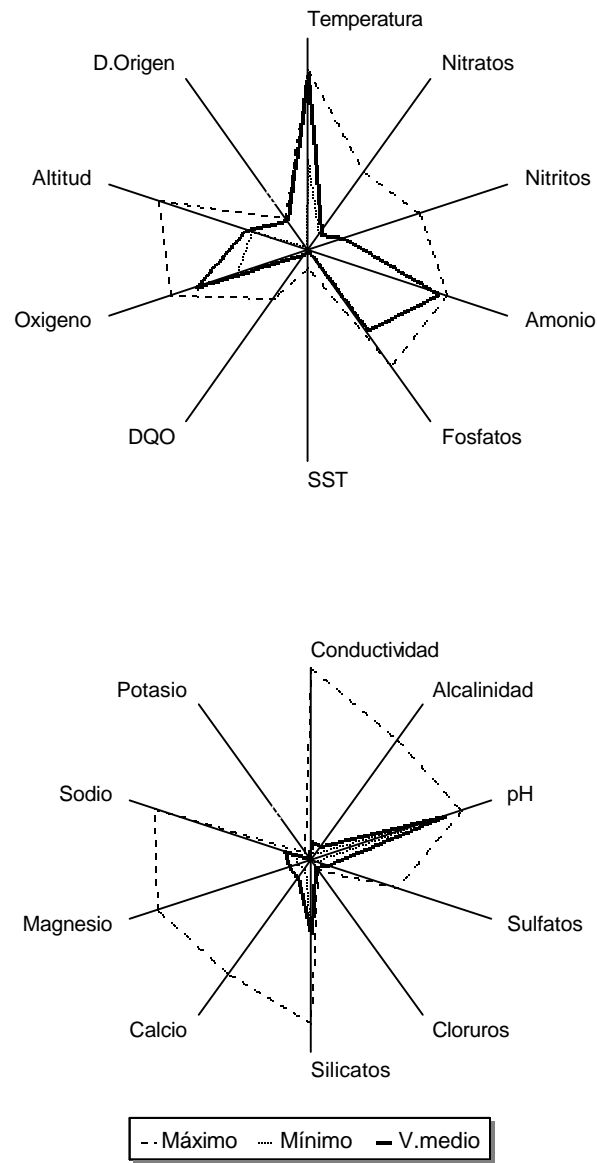 Temperatura
D.Origen
Nitratos
Altitud
Nitritos
Oxigeno
Amonio
DQO
Fosfatos
SST
Conductividad
Potasio
Alcalinidad
Sodio
pH
Magnesio
Sulfatos
Calcio
Cloruros
Silicatos
Máximo Mínimo V.medio